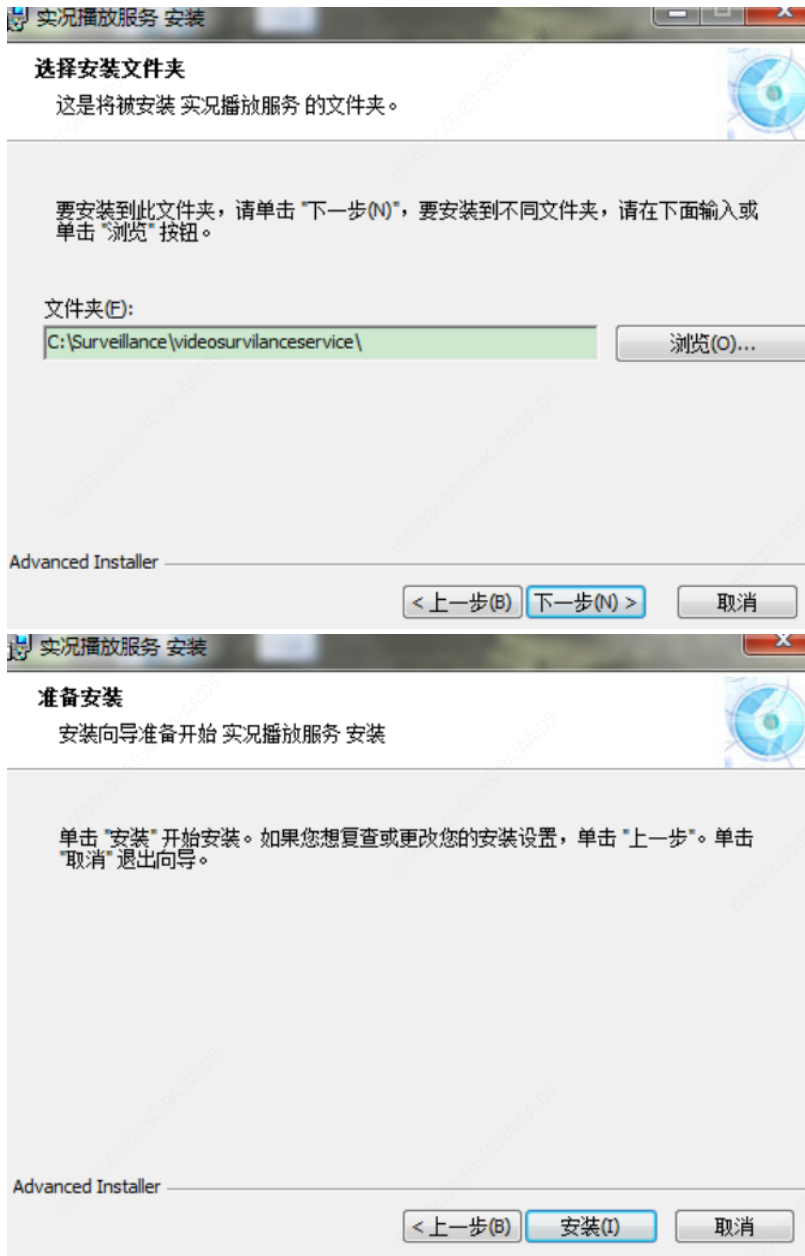 实况播放服务 安装
选择安装文件夹
这是将被安装 实况播放服务 的文件夹。
要安装到此文件夹，请单击 "下一步(N)"，要安装到不同文件夹，请在下面输入或
单击 "浏览" 按钮。
文件夹(F):
C:\Surveillance\videosurvilanceservice\
浏览(O)...
Advanced Installer
< 上一步(B)
下一步(N) >
取消
实况播放服务 安装
准备安装
安装向导准备开始 实况播放服务 安装
单击 "安装" 开始安装。如果您想复查或更改您的安装设置，单击 "上一步"。单击
"取消" 退出向导。
Advanced Installer
< 上一步(B)
安装(I)
取消